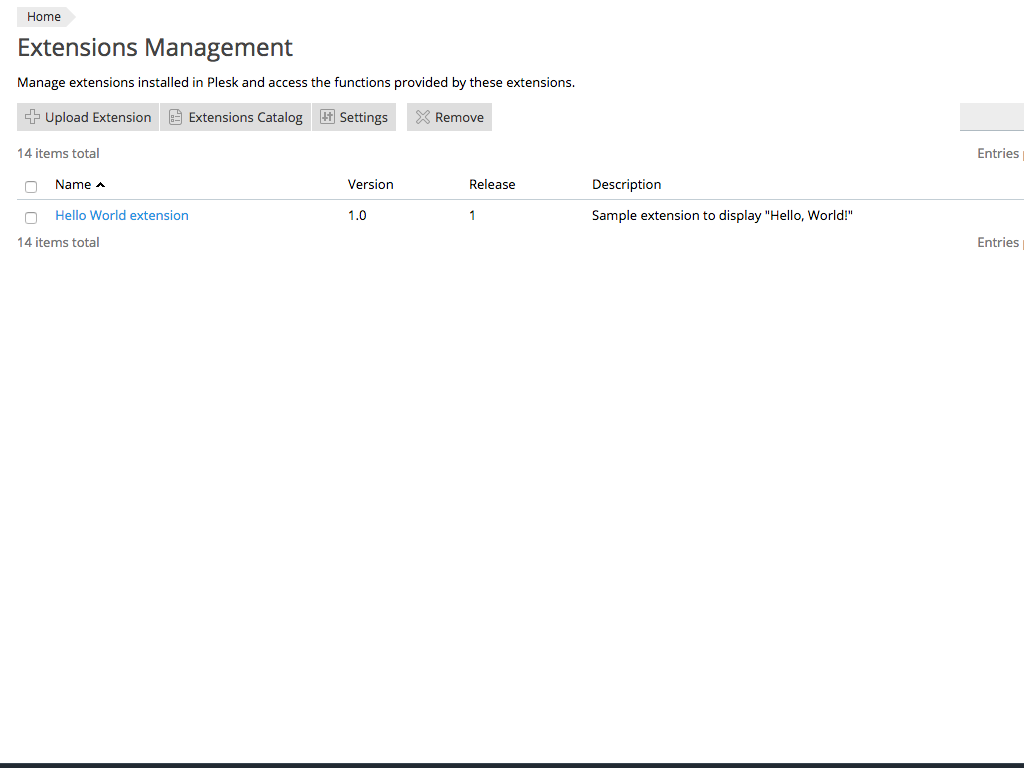 Home
Extensions Management
Manage extensions installed in Plesk and access the functions provided by these extensions.
Upload Extension Extensions Catalog Settings Remove
14 items total Entries
Name Version Release Description
Hello World extension 1.0 1 Sample extension to display "Hello, World!"
14 items total Entries